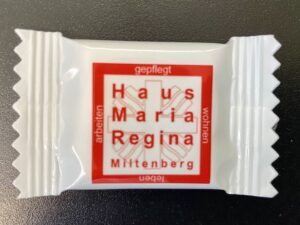 gepflegt
Haus
Maria
Regina
Miltenberg
arbeiten
wohnen
leben